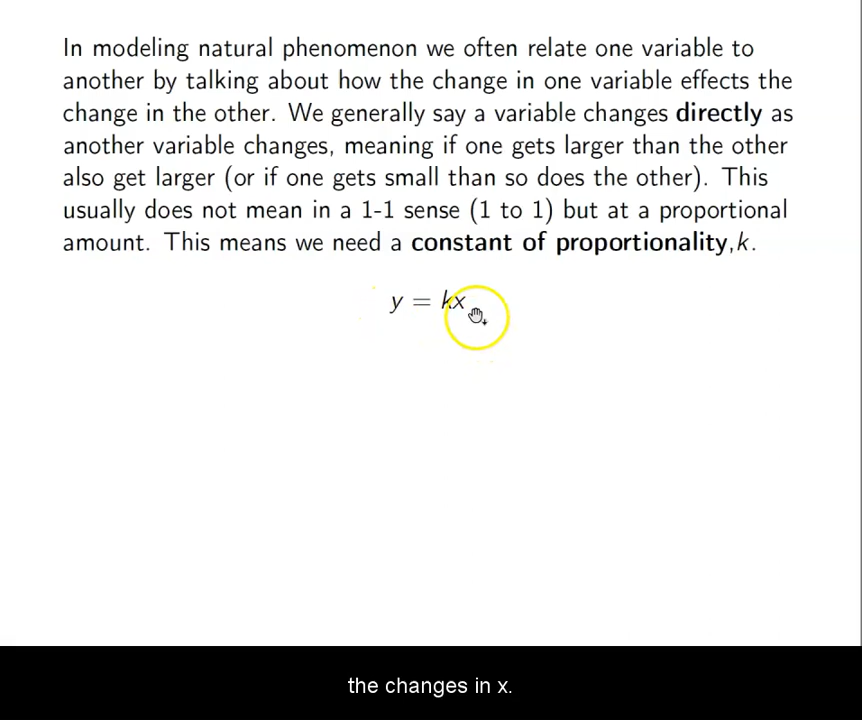 In modeling natural phenomenon we often relate one variable to
another by talking about how the change in one variable effects the
change in the other. We generally say a variable changes directly as
another variable changes, meaning if one gets larger than the other
also get larger (or if one gets small than so does the other). This
usually does not mean in a 1-1 sense (1 to 1) but at a proportional
amount. This means we need a constant of proportionality,k.
y = kx
the changes in x.